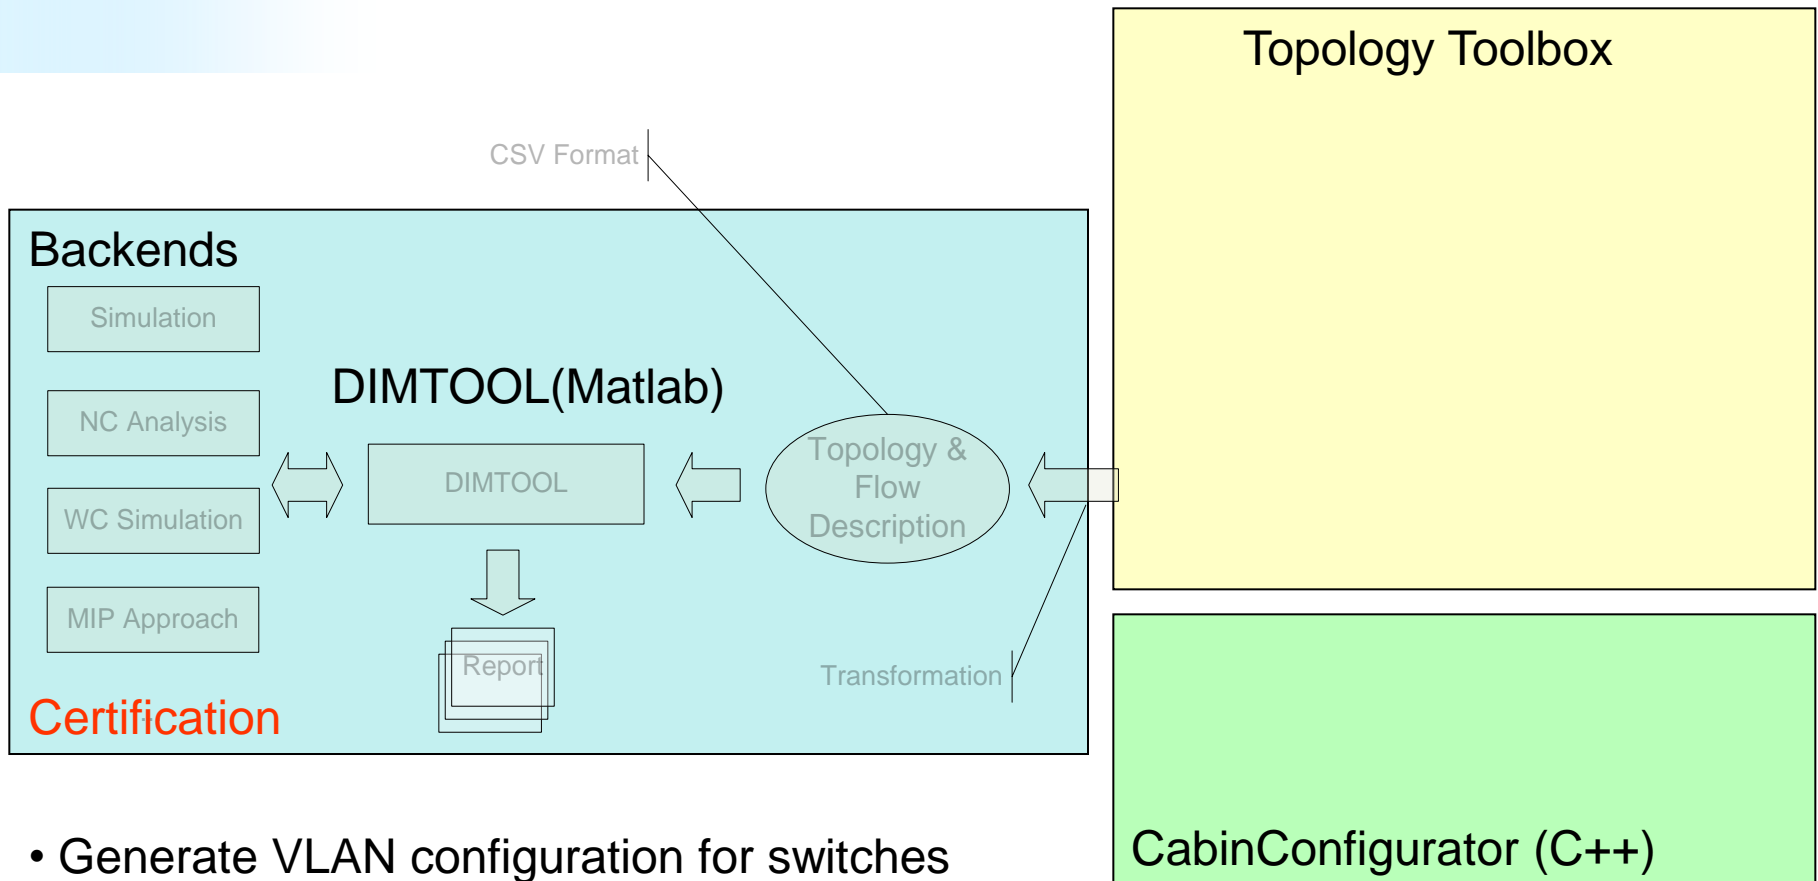 Topology Toolbox
CSV Format
Backends
Simulation
DIMTOOL(Matlab)
NC Analysis
Topology &
Flow
Description
DIMTOOL
WC Simulation
MIP Approach
Report
Transformation
Certification
CabinConfigurator (C++)
• Generate VLAN configuration for switches